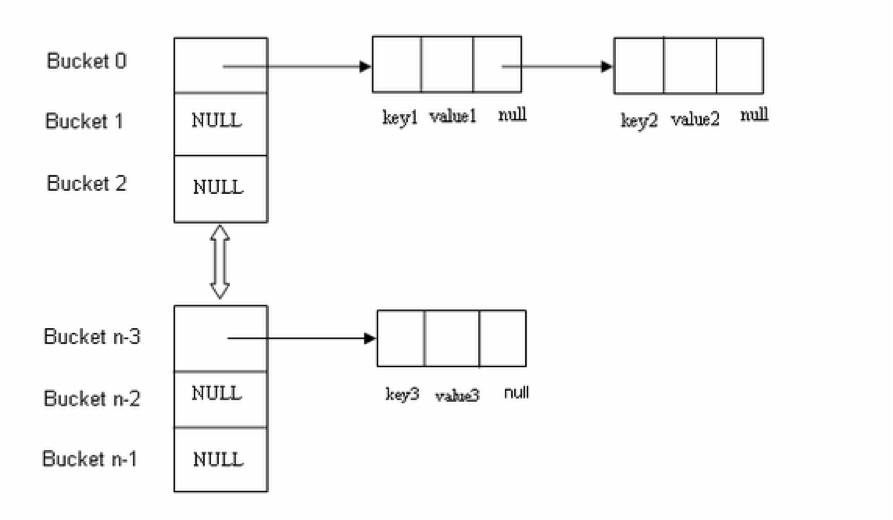 Bucket 0
Bucket 1
NULL
key1 value1 null
key2 value2 null
Bucket 2
NULL
Bucket n-3
Bucket n-2
NULL
key3 value3 null
Bucket n-1
NULL